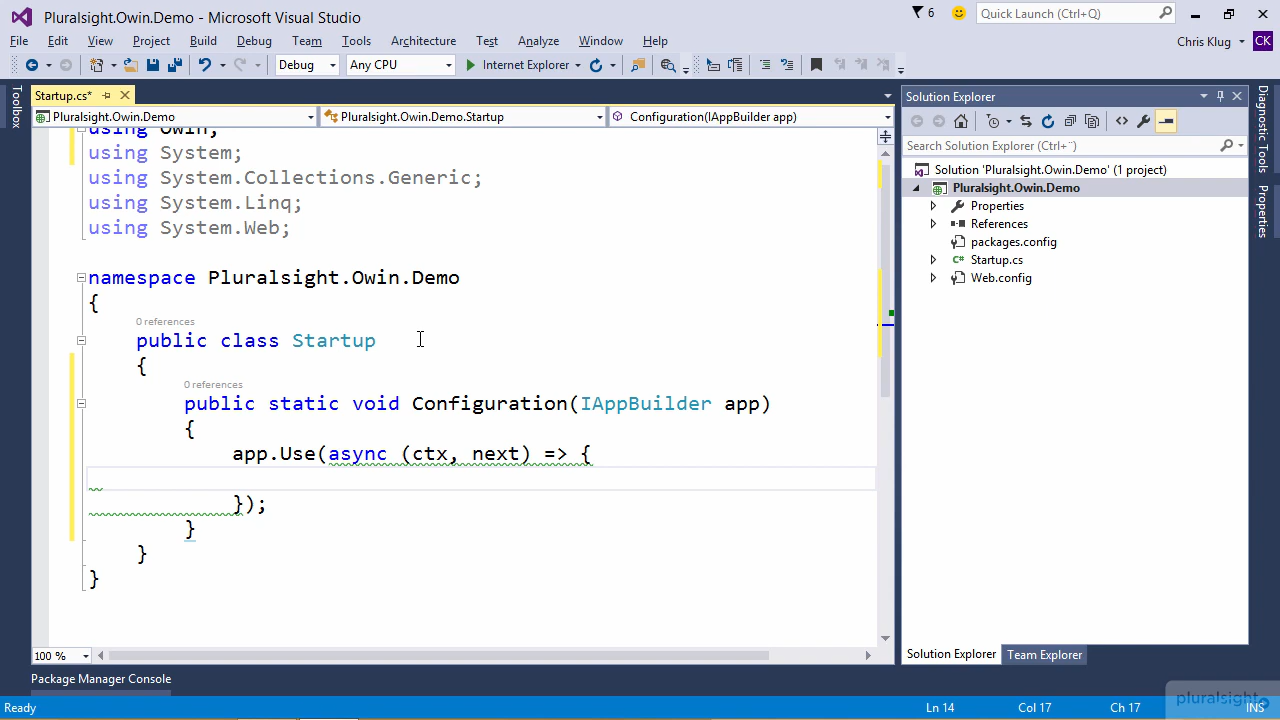 Pluralsight.Owin.Demo - Microsoft Visual Studio
6
Quick Launch (Ctrl+Q)
File Edit View Project Build Debug Team Tools Architecture Test Analyze Window Help
Chris Klug
CK
Debug
Any CPU
Internet Explorer
Toolbox
Startup.cs*
Pluralsight.Owin.Demo
Pluralsight.Owin.Demo.Startup
Configuration(IAppBuilder app)
using Owin;
using System;
using System.Collections.Generic;
using System.Linq;
using System.Web;
namespace Pluralsight.Owin.Demo
{
0 references
public class Startup
{
0 references
public static void Configuration(IAppBuilder app)
{
app.Use(async (ctx, next) => {
});
}
}
}
100 %
Solution Explorer
Search Solution Explorer (Ctrl+¨)
Solution 'Pluralsight.Owin.Demo' (1 project)
Pluralsight.Owin.Demo
Properties
References
packages.config
Startup.cs
Web.config
Solution Explorer
Team Explorer
Diagnostic Tools
Properties
Package Manager Console
Ready
Ln 14
Col 17
Ch 17
INS
pluralsight